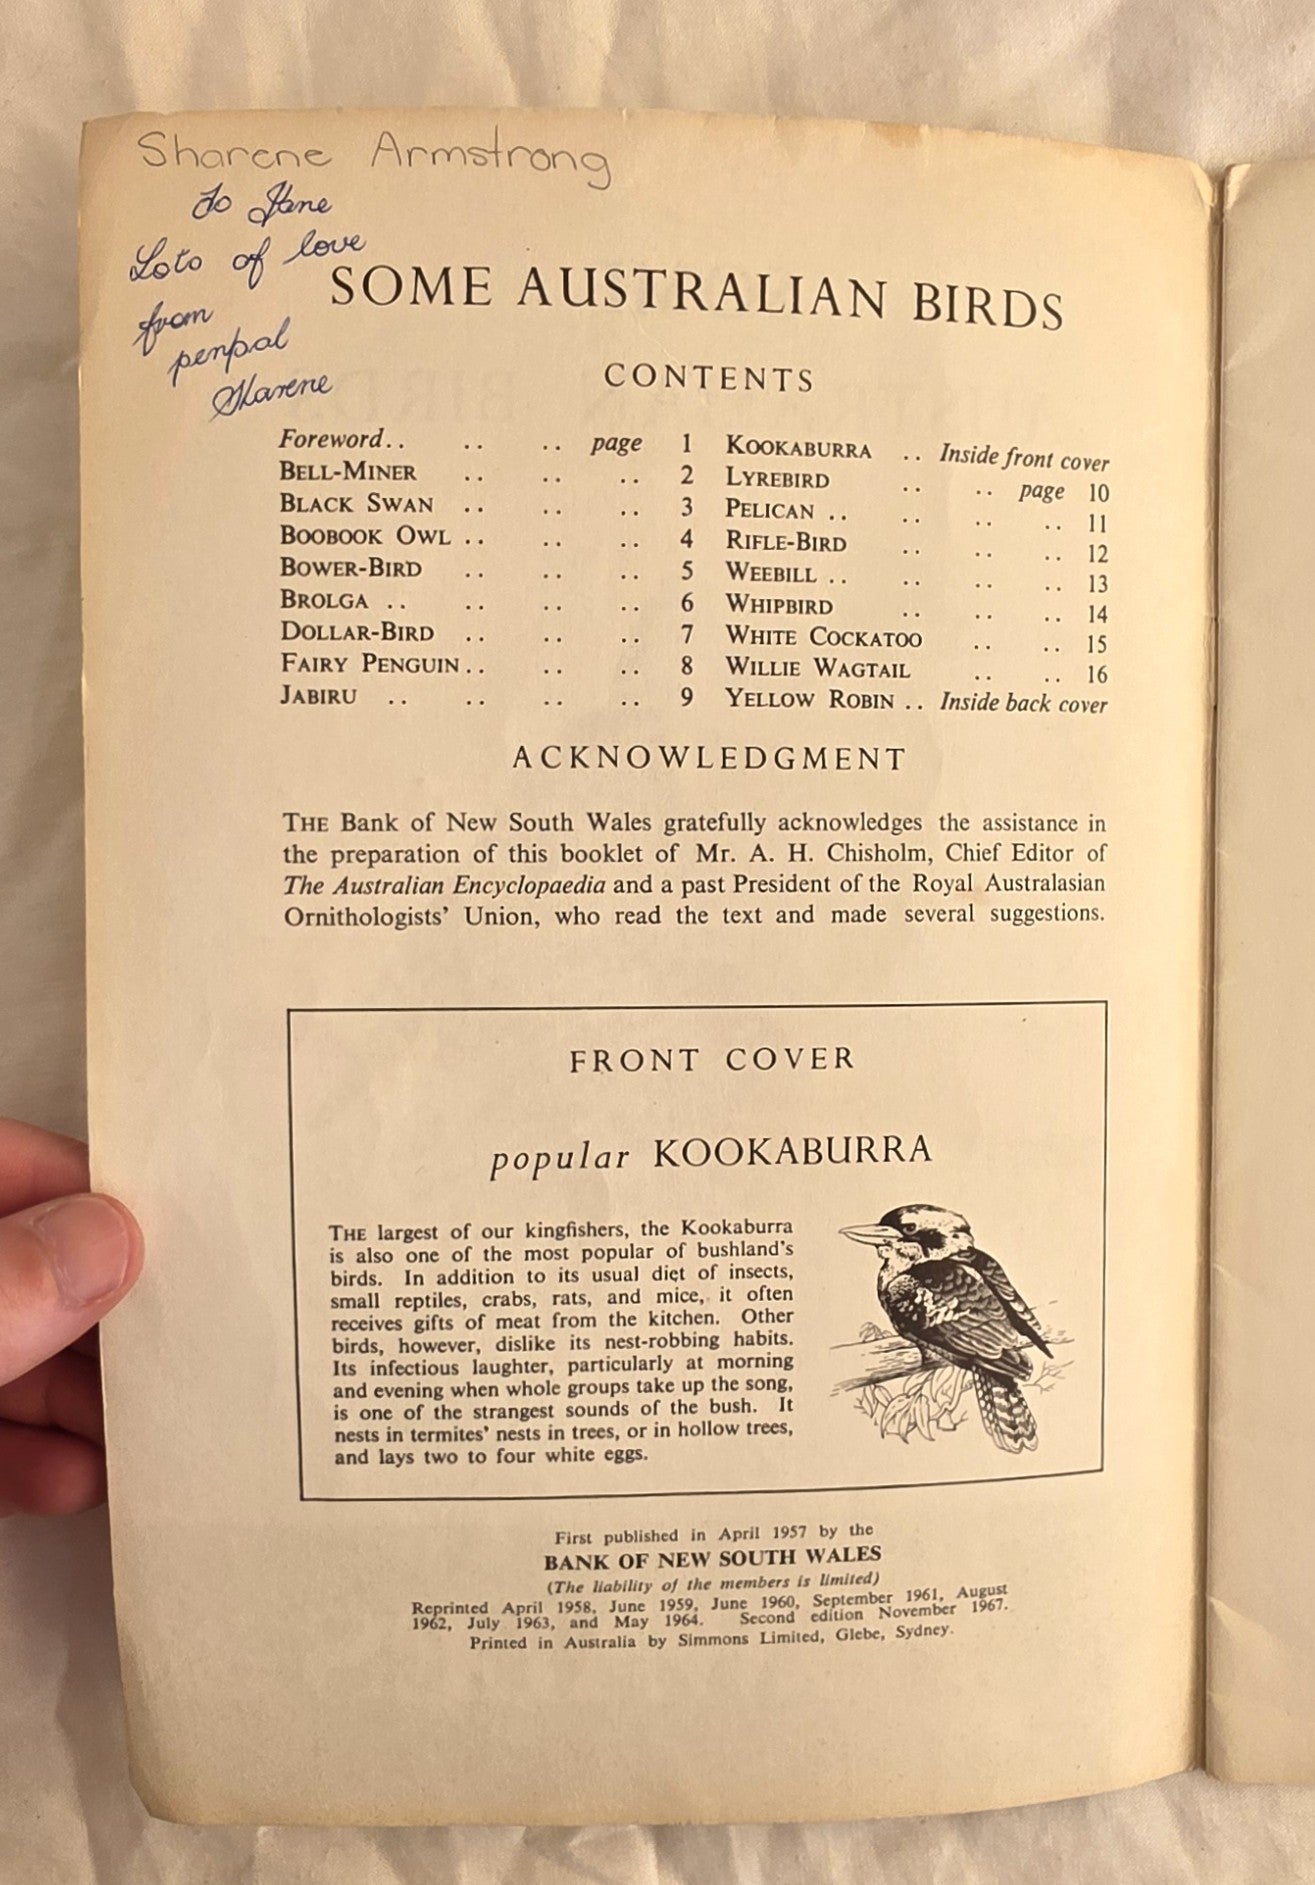 Sharene Armstrong
To Jane
Lots of love
from
penpal
Sharene
SOME AUSTRALIAN BIRDS
CONTENTS
Foreword.. .. .. page 1
BELL-MINER .. .. .. 2
BLACK SWAN .. .. .. 3
BOOBOOK OWL .. .. .. 4
BOWER-BIRD .. .. .. 5
BROLGA .. .. .. .. 6
DOLLAR-BIRD .. .. .. 7
FAIRY PENGUIN.. .. .. 8
JABIRU .. .. .. .. 9
KOOKABURRA .. Inside front cover
LYREBIRD .. .. page 10
PELICAN .. .. .. .. 11
RIFLE-BIRD .. .. .. 12
WEEBILL .. .. .. .. 13
WHIPBIRD .. .. .. 14
WHITE COCKATOO .. .. 15
WILLIE WAGTAIL .. .. 16
YELLOW ROBIN .. Inside back cover
ACKNOWLEDGMENT
THE Bank of New South Wales gratefully acknowledges the assistance in
the preparation of this booklet of Mr. A. H. Chisholm, Chief Editor of
The Australian Encyclopaedia and a past President of the Royal Australasian
Ornithologists' Union, who read the text and made several suggestions.
FRONT COVER
popular KOOKABURRA
THE largest of our kingfishers, the Kookaburra
is also one of the most popular of bushland's
birds. In addition to its usual diet of insects,
small reptiles, crabs, rats, and mice, it often
receives gifts of meat from the kitchen. Other
birds, however, dislike its nest-robbing habits.
Its infectious laughter, particularly at morning
and evening when whole groups take up the song,
is one of the strangest sounds of the bush. It
nests in termites' nests in trees, or in hollow trees,
and lays two to four white eggs.
First published in April 1957 by the
BANK OF NEW SOUTH WALES
(The liability of the members is limited)
Reprinted April 1958, June 1959, June 1960, September 1961, August
1962, July 1963, and May 1964. Second edition November 1967.
Printed in Australia by Simmons Limited, Glebe, Sydney.